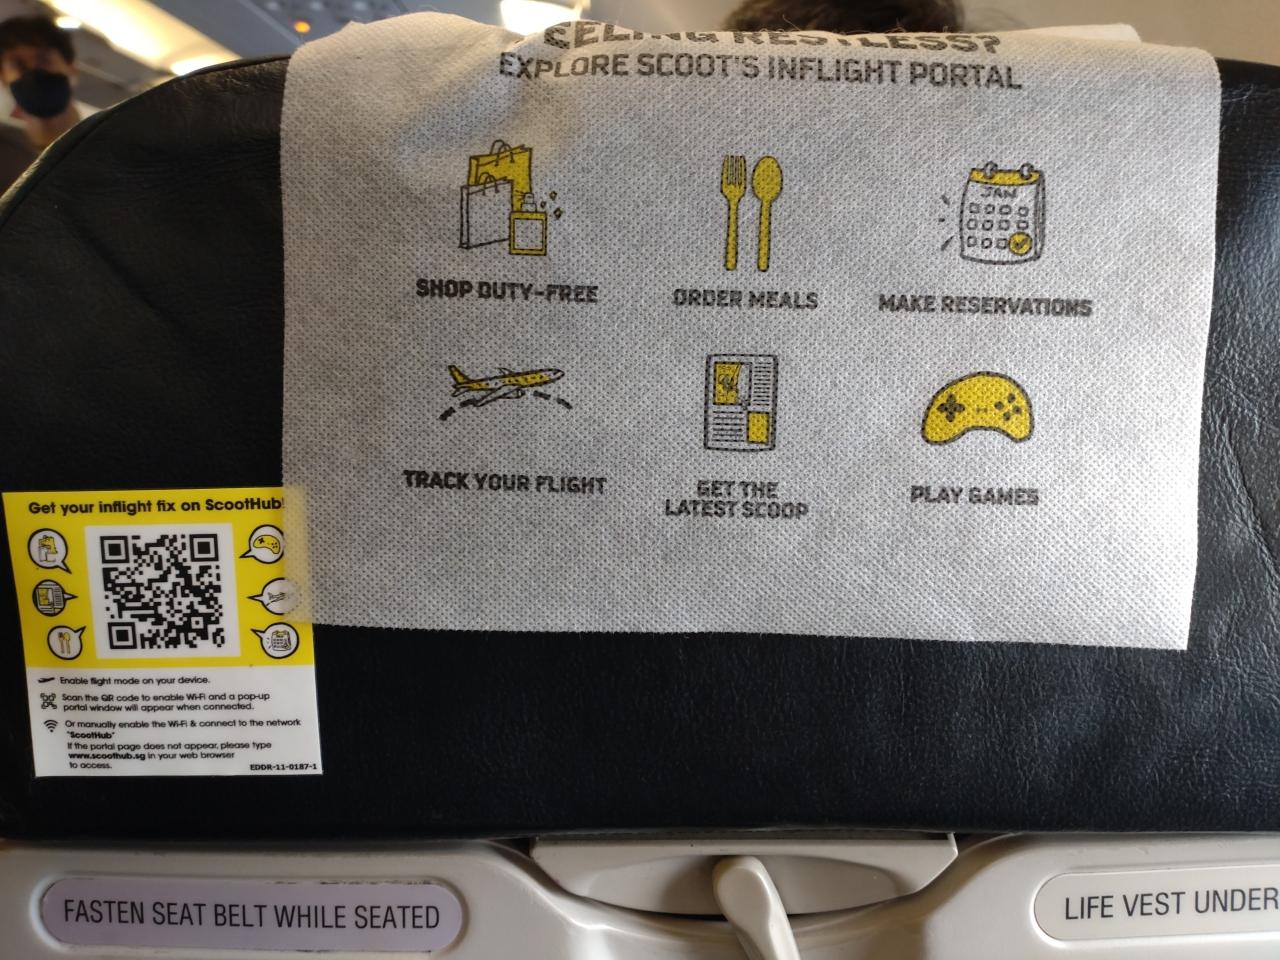 EELING RESTLESS?
EXPLORE SCOOT'S INFLIGHT PORTAL
JAN
SHOP DUTY-FREE
ORDER MEALS
MAKE RESERVATIONS
TRACK YOUR FLIGHT
GET THE
LATEST SCOOP
PLAY GAMES
Get your inflight fix on ScootHub!
Enable flight mode on your device.
Scan the QR code to enable Wi-Fi and a pop-up
portal window will appear when connected.
Or manually enable the Wi-Fi & connect to the network
"ScootHub"
If the portal page does not appear, please type
www.scoothub.sg in your web browser
to access.
EDDR-11-0187-1
FASTEN SEAT BELT WHILE SEATED
LIFE VEST UNDER